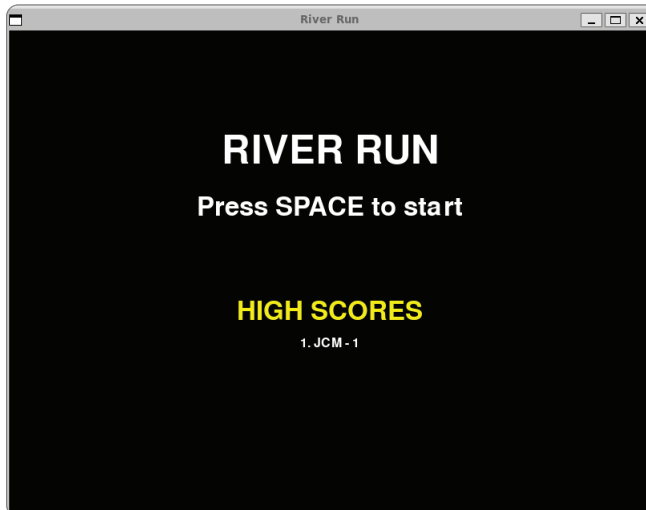 River Run
RIVER RUN
Press SPACE to start
HIGH SCORES
1. JCM - 1